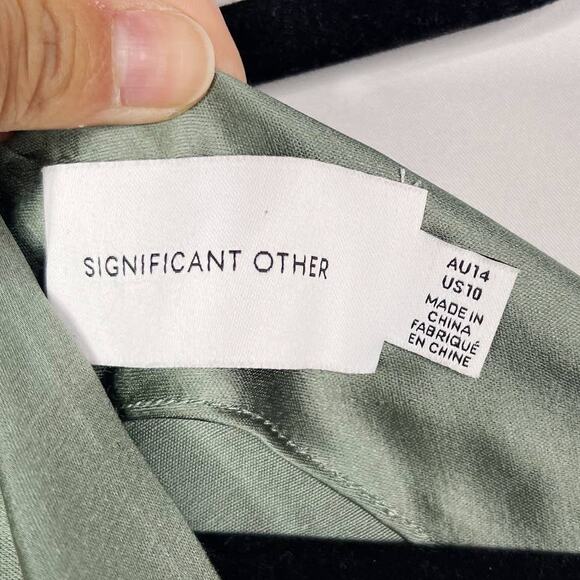 SIGNIFICANT OTHER
AU14
US10
MADE IN
CHINA
FABRIQUÉ
EN CHINE